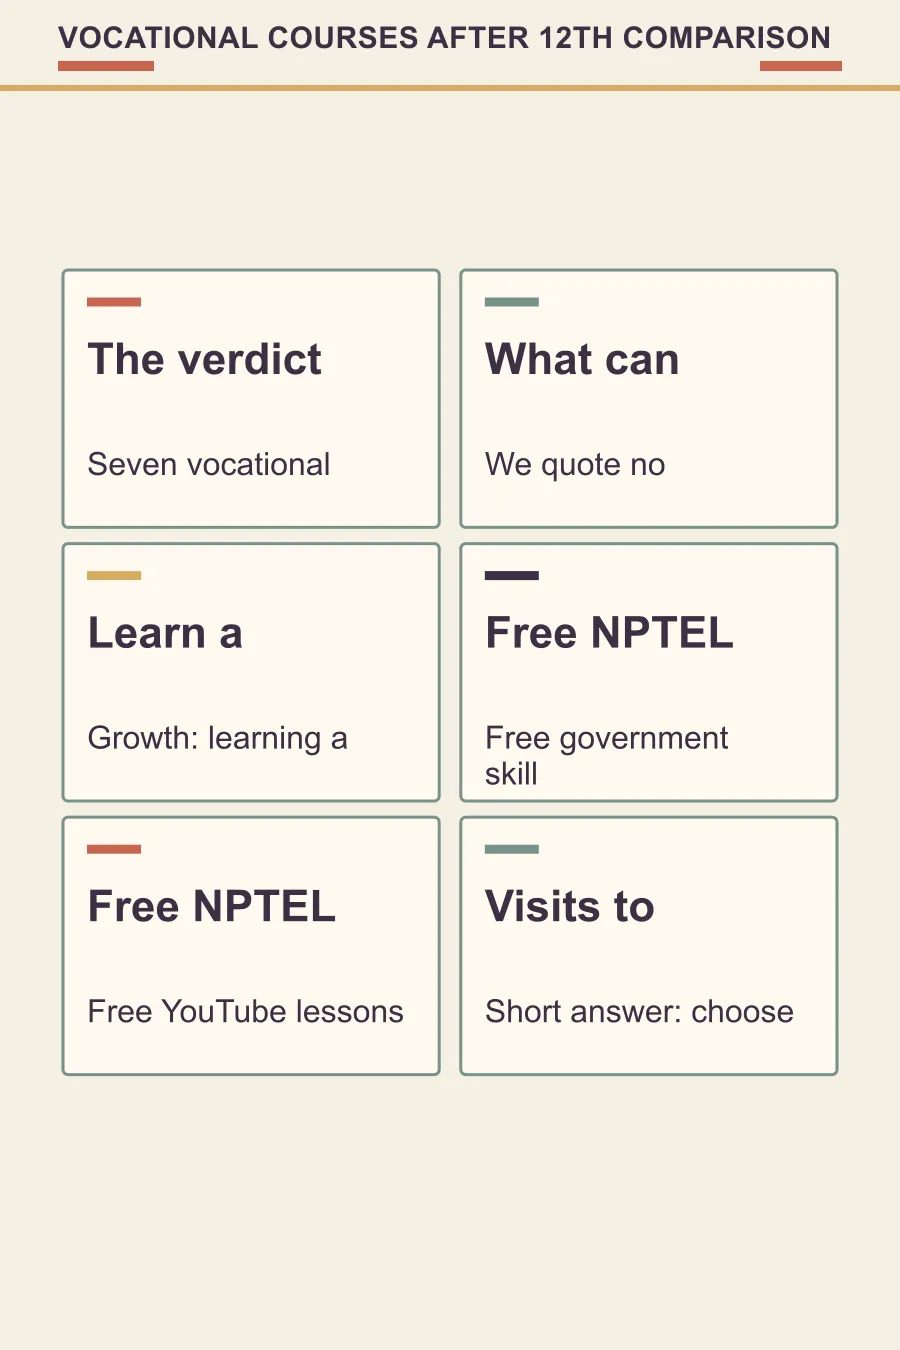 VOCATIONAL COURSES AFTER 12TH COMPARISON
The verdict
Seven vocational
What can
We quote no
Learn a
Growth: learning a
Free NPTEL
Free government
skill
Free NPTEL
Free YouTube lessons
Visits to
Short answer: choose